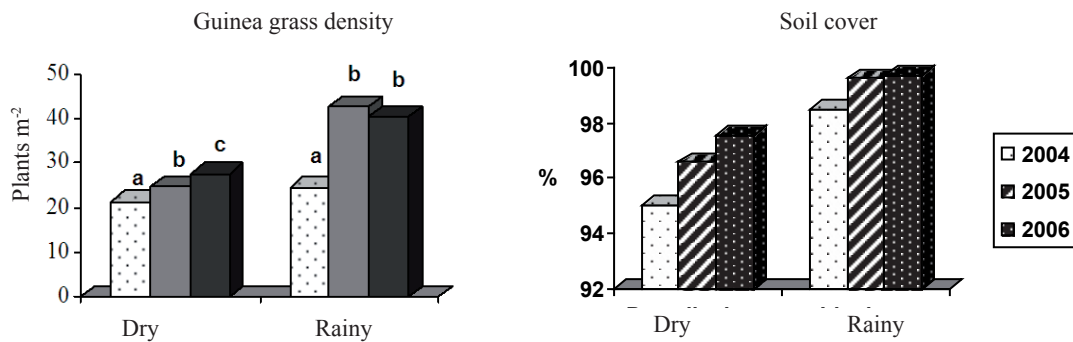 Guinea grass density
Plants m-2
50
40
30
20
10
0
a
b
c
a
b
b
Dry
Rainy
Soil cover
%
100
98
96
94
92
Dry
Rainy
2004
2005
2006